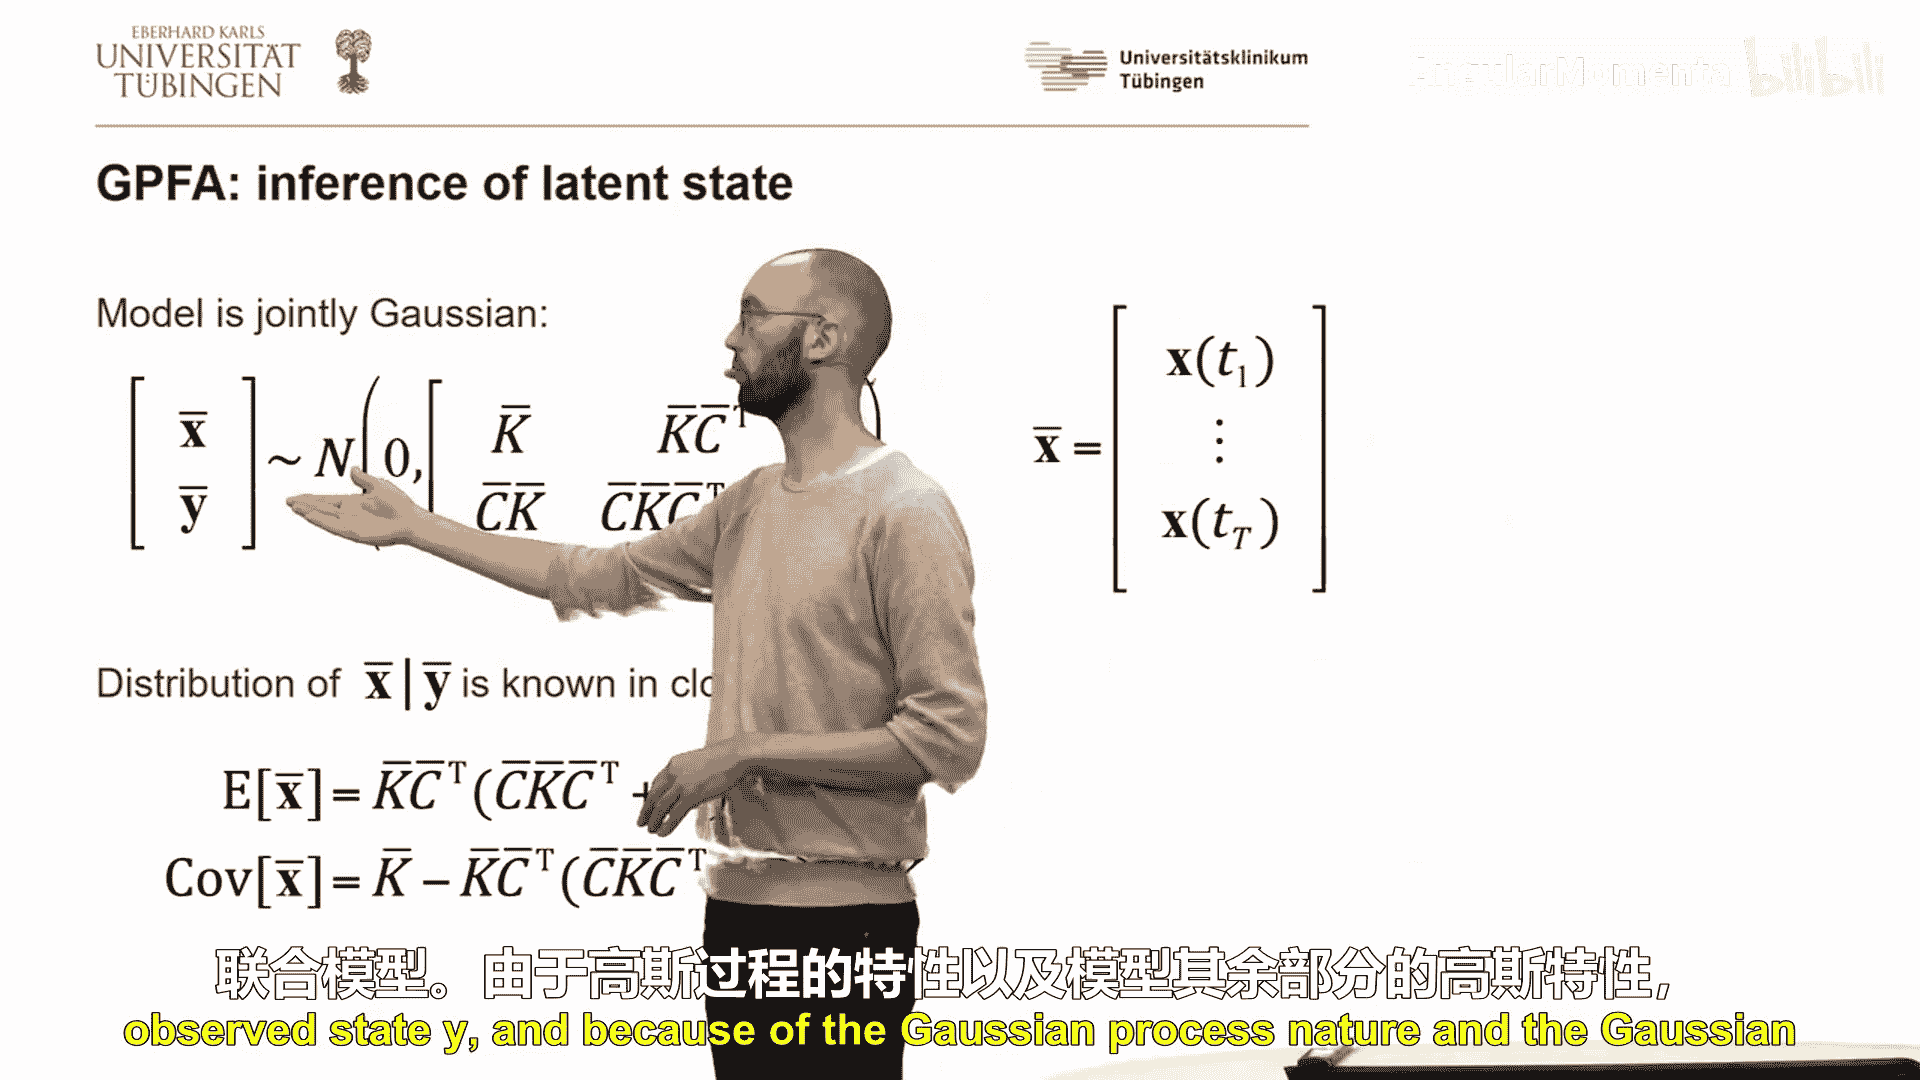 EBERHARD KARLS
UNIVERSITÄT
TÜBINGEN
Universitätsklinikum
Tübingen
AngularMomenta bilibili
GPFA: inference of latent state
Model is jointly Gaussian:
[x̄ ȳ] ~ N(0, [K̄ K̄C̄ᵀ
C̄K̄ C̄K̄C̄ᵀ
x̄ = [x(t₁) ⋮ x(t_T)]
Distribution of x̄ | ȳ is known in
E[x̄] = K̄C̄ᵀ(C̄K̄C̄ᵀ +
Cov[x̄] = K̄ − K̄C̄ᵀ(C̄K̄C̄ᵀ
联合模型。由于高斯过程的特性以及模型其余部分的高斯特性，
observed state y, and because of the Gaussian process nature and the Gaussian